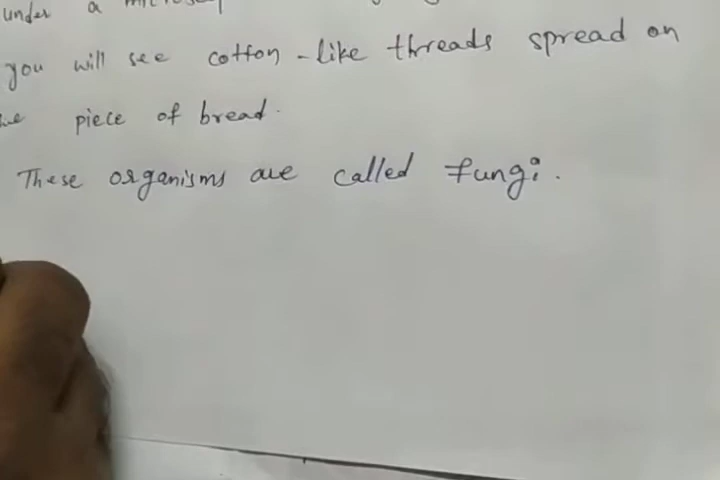 under a
you will see cotton-like threads spread on
piece of bread.
These organisms are called fungi.